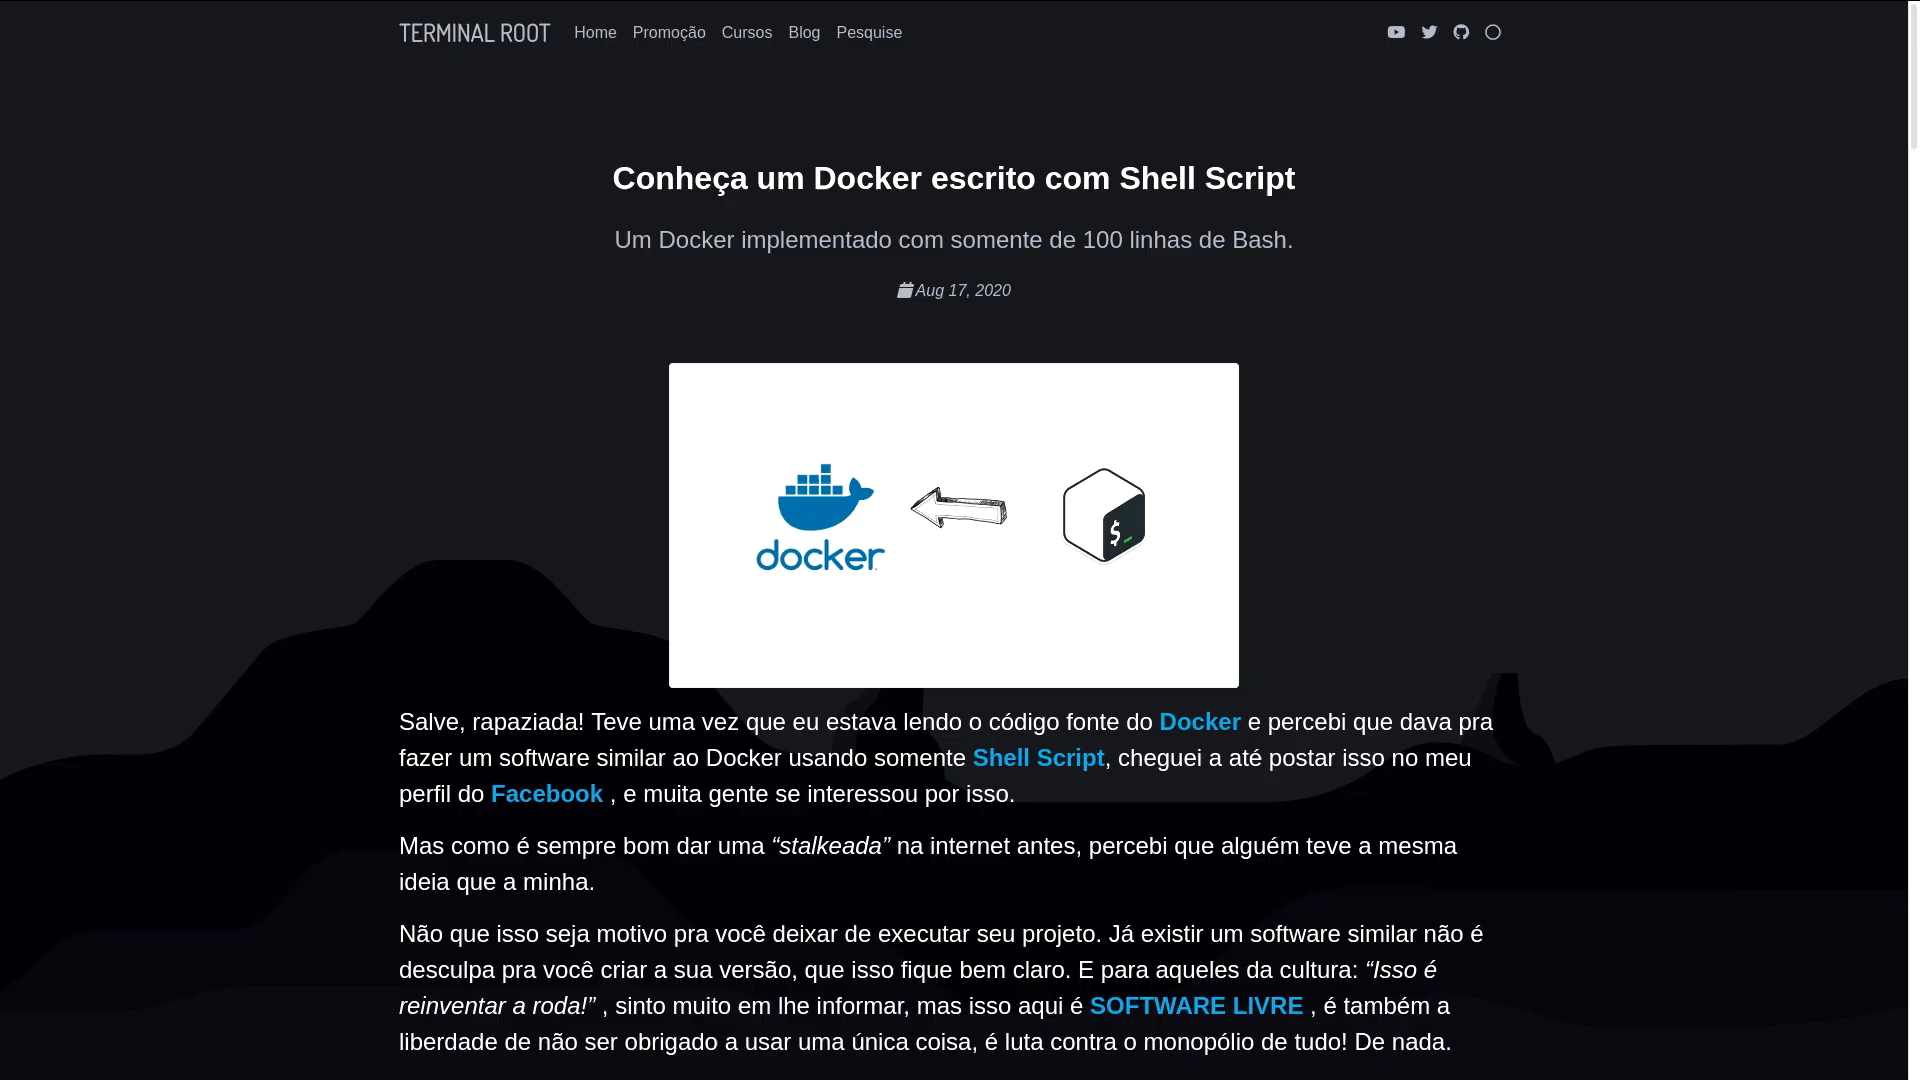 TERMINAL ROOT Home Promoção Cursos Blog Pesquise
Conheça um Docker escrito com Shell Script
Um Docker implementado com somente de 100 linhas de Bash.
Aug 17, 2020
docker
$_
Salve, rapaziada! Teve uma vez que eu estava lendo o código fonte do Docker e percebi que dava pra
fazer um software similar ao Docker usando somente Shell Script, cheguei a até postar isso no meu
perfil do Facebook , e muita gente se interessou por isso.
Mas como é sempre bom dar uma “stalkeada” na internet antes, percebi que alguém teve a mesma
ideia que a minha.
Não que isso seja motivo pra você deixar de executar seu projeto. Já existir um software similar não é
desculpa pra você criar a sua versão, que isso fique bem claro. E para aqueles da cultura: “Isso é
reinventar a roda!” , sinto muito em lhe informar, mas isso aqui é SOFTWARE LIVRE , é também a
liberdade de não ser obrigado a usar uma única coisa, é luta contra o monopólio de tudo! De nada.